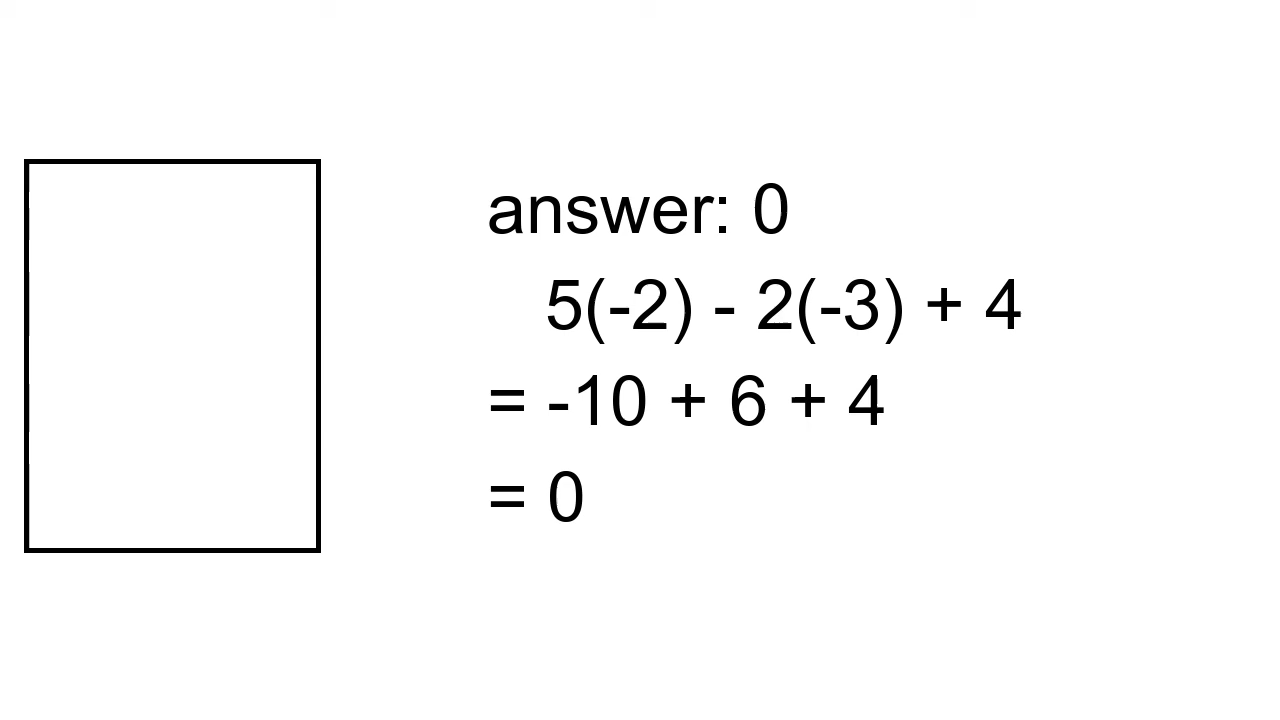 answer: 0
5(-2) - 2(-3) + 4
= -10 + 6 + 4
= 0